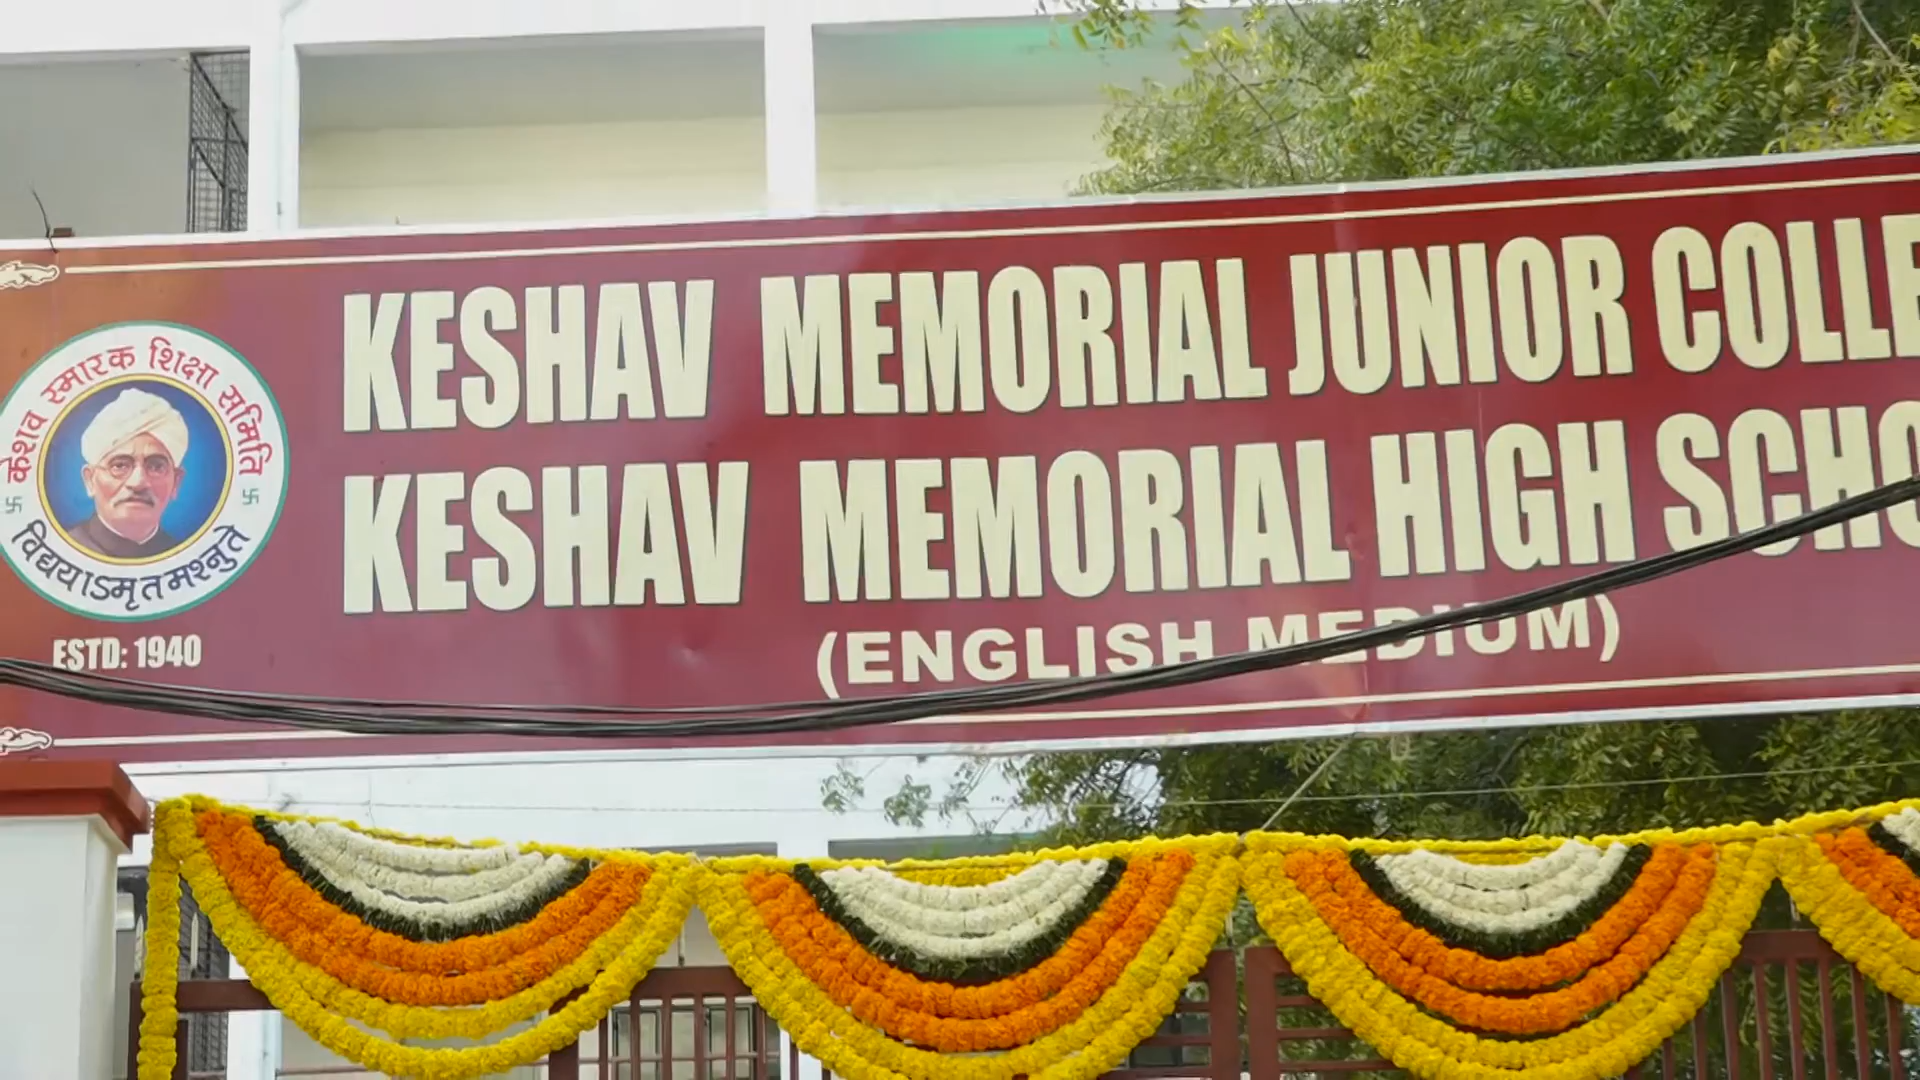 केशव स्मारक शिक्षा समिति
विद्ययाऽमृतमश्नुते
ESTD: 1940
KESHAV MEMORIAL JUNIOR COLLE
KESHAV MEMORIAL HIGH SCHO
(ENGLISH MEDIUM)